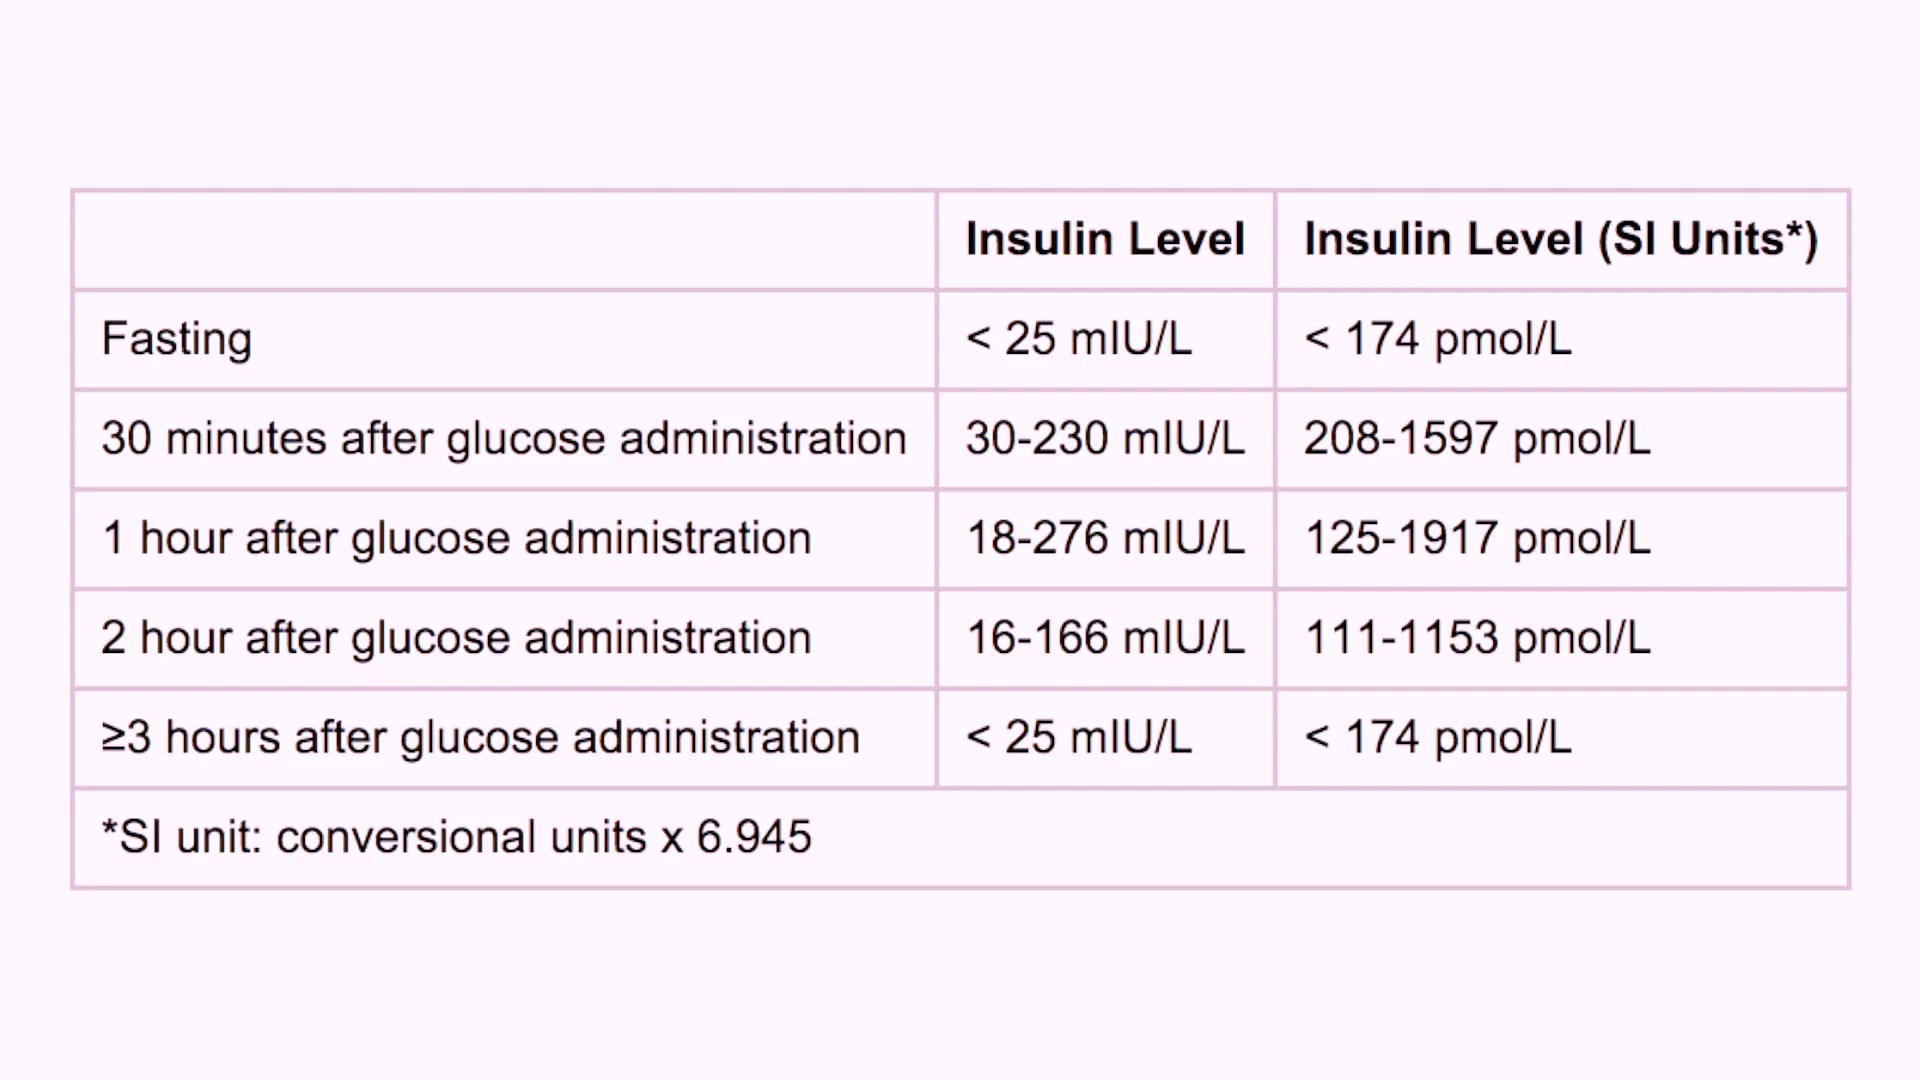 Insulin Level Insulin Level (SI Units*)
Fasting < 25 mIU/L < 174 pmol/L
30 minutes after glucose administration 30-230 mIU/L 208-1597 pmol/L
1 hour after glucose administration 18-276 mIU/L 125-1917 pmol/L
2 hour after glucose administration 16-166 mIU/L 111-1153 pmol/L
≥3 hours after glucose administration < 25 mIU/L < 174 pmol/L
*SI unit: conversional units x 6.945